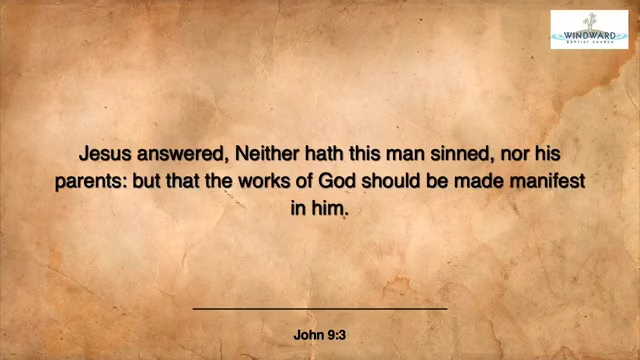 WINDWARD
BAPTIST CHURCH
Jesus answered, Neither hath this man sinned, nor his
parents: but that the works of God should be made manifest
in him.
John 9:3